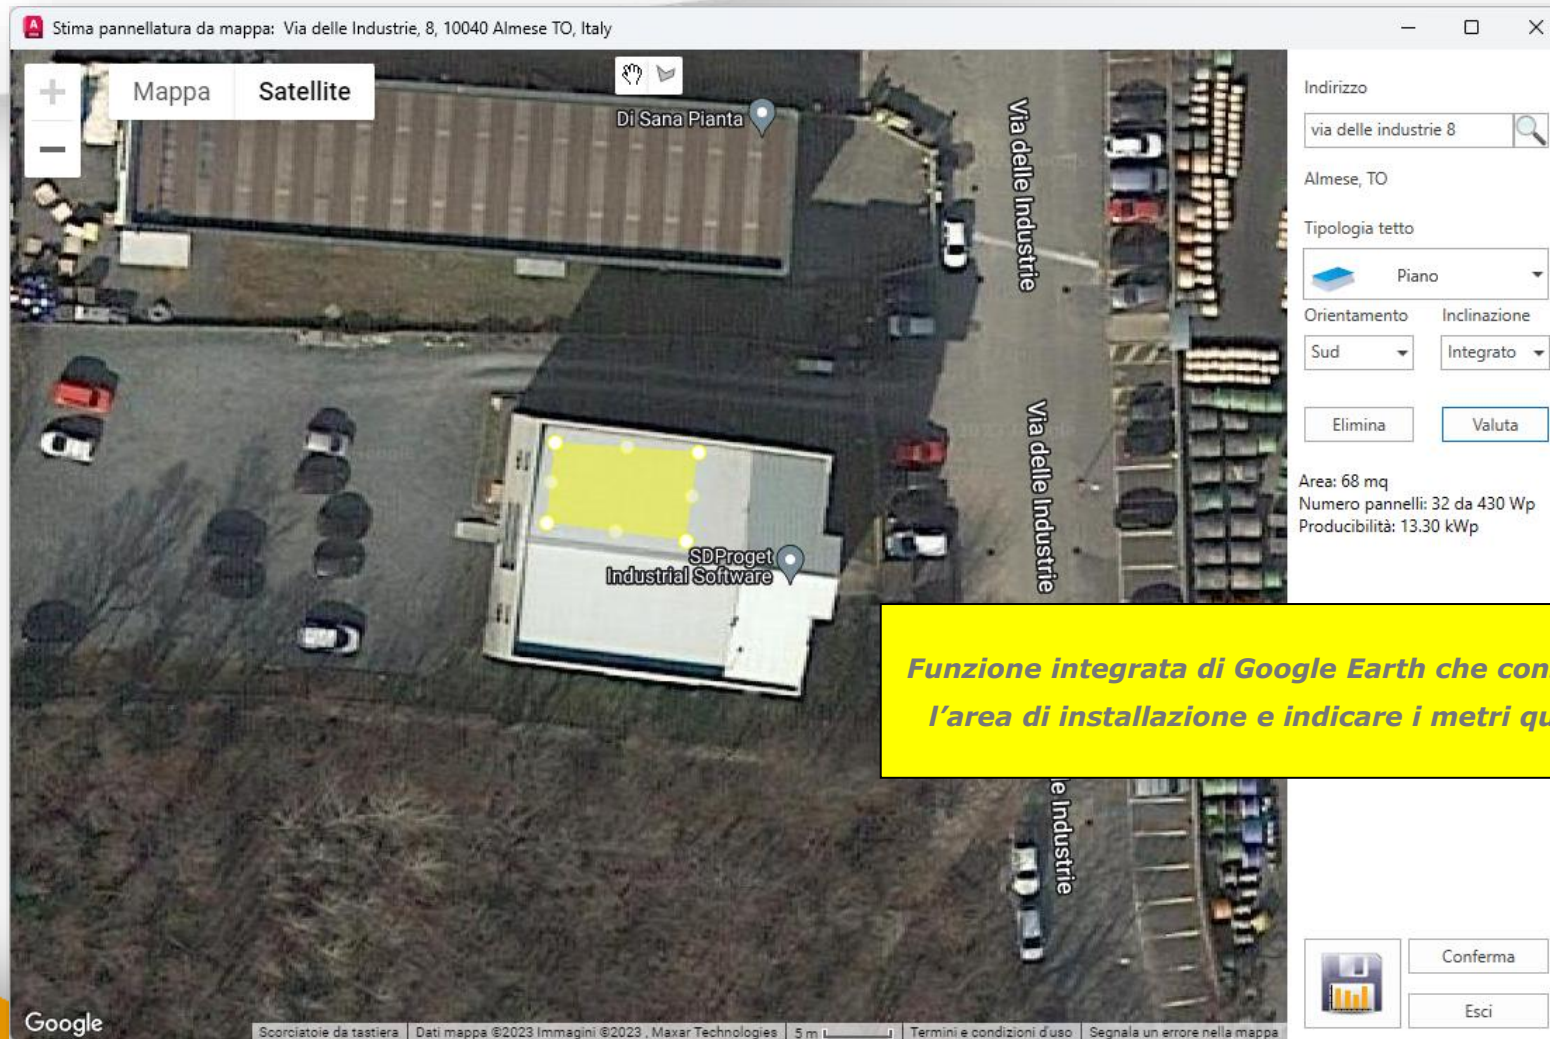 Stima pannellatura da mappa: Via delle Industrie, 8, 10040 Almese TO, Italy
Mappa
Satellite
Di Sana Pianta
Via delle Industrie
Via delle Industrie
SDProget
Industrial Software
le Industrie
Google
Scorciatoie da tastiera
Dati mappa ©2023 Immagini ©2023 , Maxar Technologies
5 m
Termini e condizioni d'uso
Segnala un errore nella mappa
Indirizzo
via delle industrie 8
Almese, TO
Tipologia tetto
Piano
Orientamento
Inclinazione
Sud
Integrato
Elimina
Valuta
Area: 68 mq
Numero pannelli: 32 da 430 Wp
Producibilità: 13.30 kWp
Funzione integrata di Google Earth che con
l’area di installazione e indicare i metri qu
Conferma
Esci